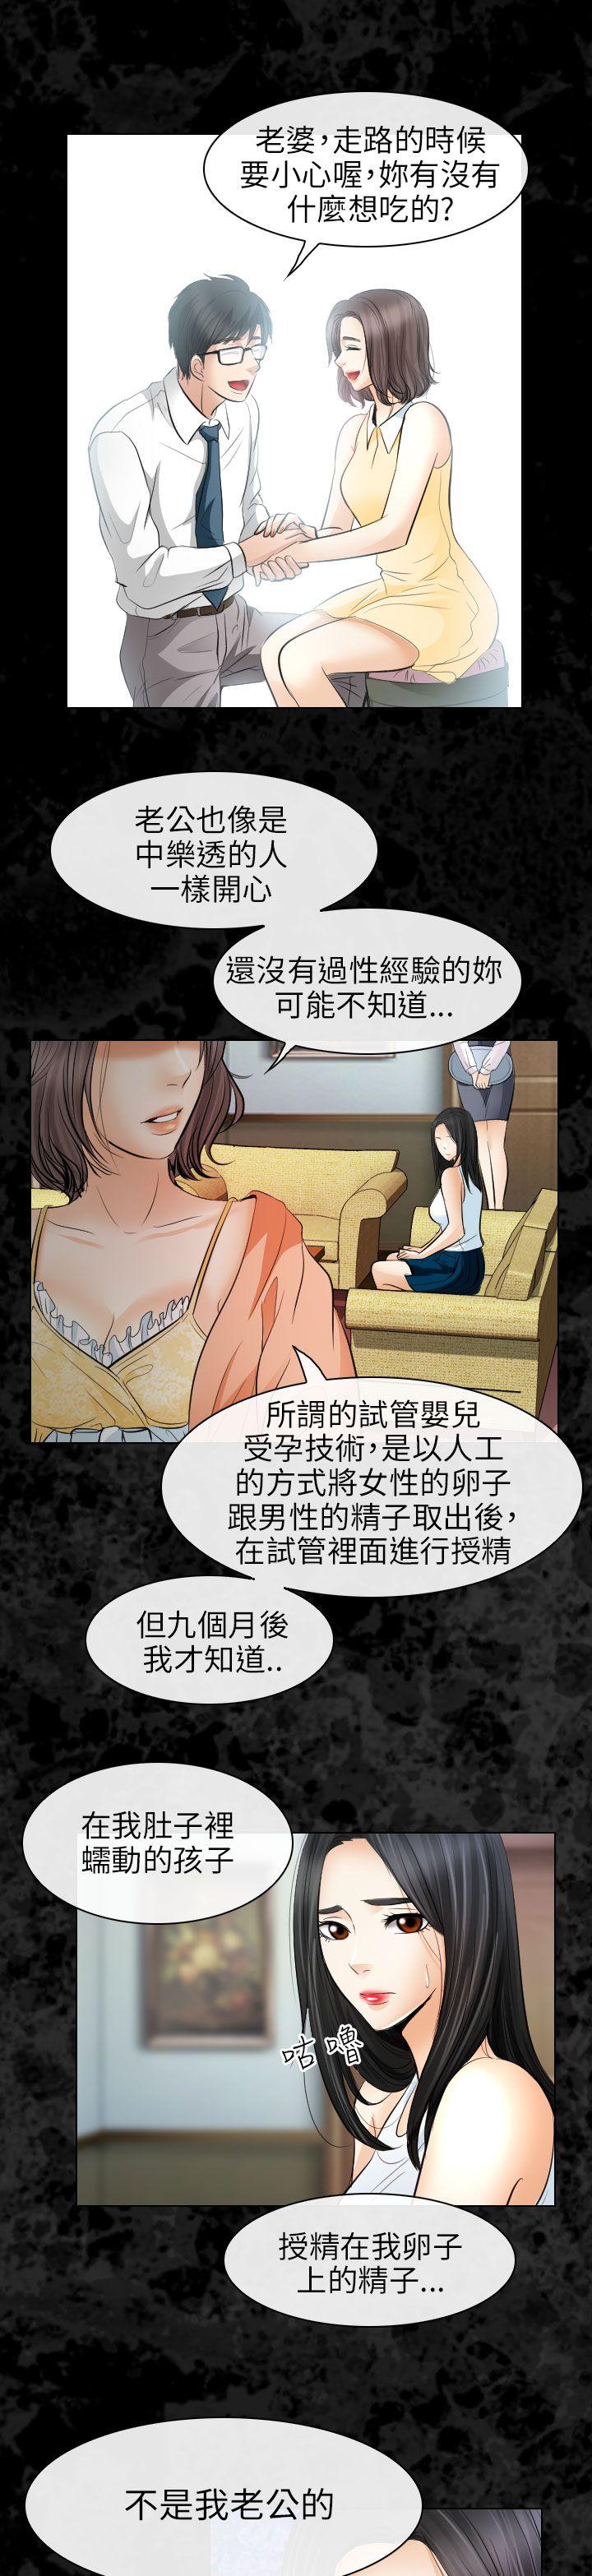 老婆,走路的時候
要小心喔,妳有沒有
什麼想吃的?
老公也像是
中樂透的人
一樣開心
還沒有過性經驗的妳
可能不知道...
所謂的試管嬰兒
受孕技術,是以人工
的方式將女性的卵子
跟男性的精子取出後,
在試管裡面進行授精
但九個月後
我才知道..
在我肚子裡
蠕動的孩子
咕嚕
授精在我卵子
上的精子...
不是我老公的